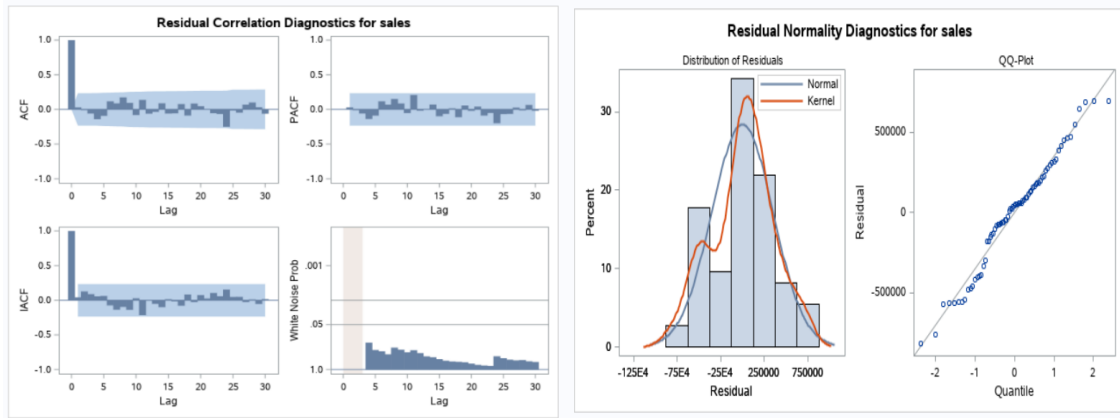 Residual Correlation Diagnostics for sales
1.0
0.5
0.0
-0.5
-1.0
ACF
0 5 10 15 20 25 30
Lag
1.0
0.5
0.0
-0.5
-1.0
PACF
0 5 10 15 20 25 30
Lag
1.0
0.5
0.0
-0.5
-1.0
IACF
0 5 10 15 20 25 30
Lag
.001
.05
1.0
White Noise Prob
0 5 10 15 20 25 30
Lag
Residual Normality Diagnostics for sales
Distribution of Residuals
Normal
Kernel
30
20
10
0
Percent
-125E4 -75E4 -25E4 250000 750000
Residual
QQ-Plot
500000
0
-500000
Residual
-2 -1 0 1 2
Quantile